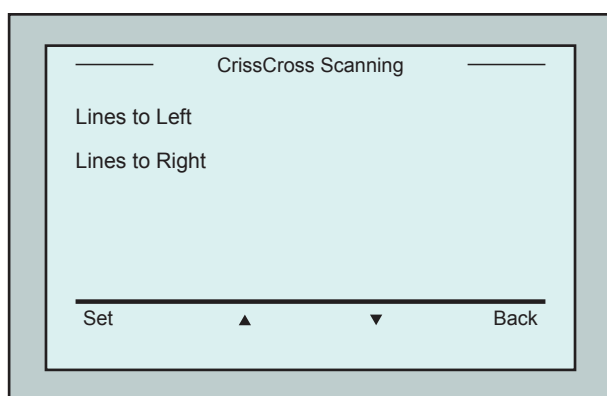 CrissCross Scanning
Lines to Left
Lines to Right
Set ▲ ▼ Back